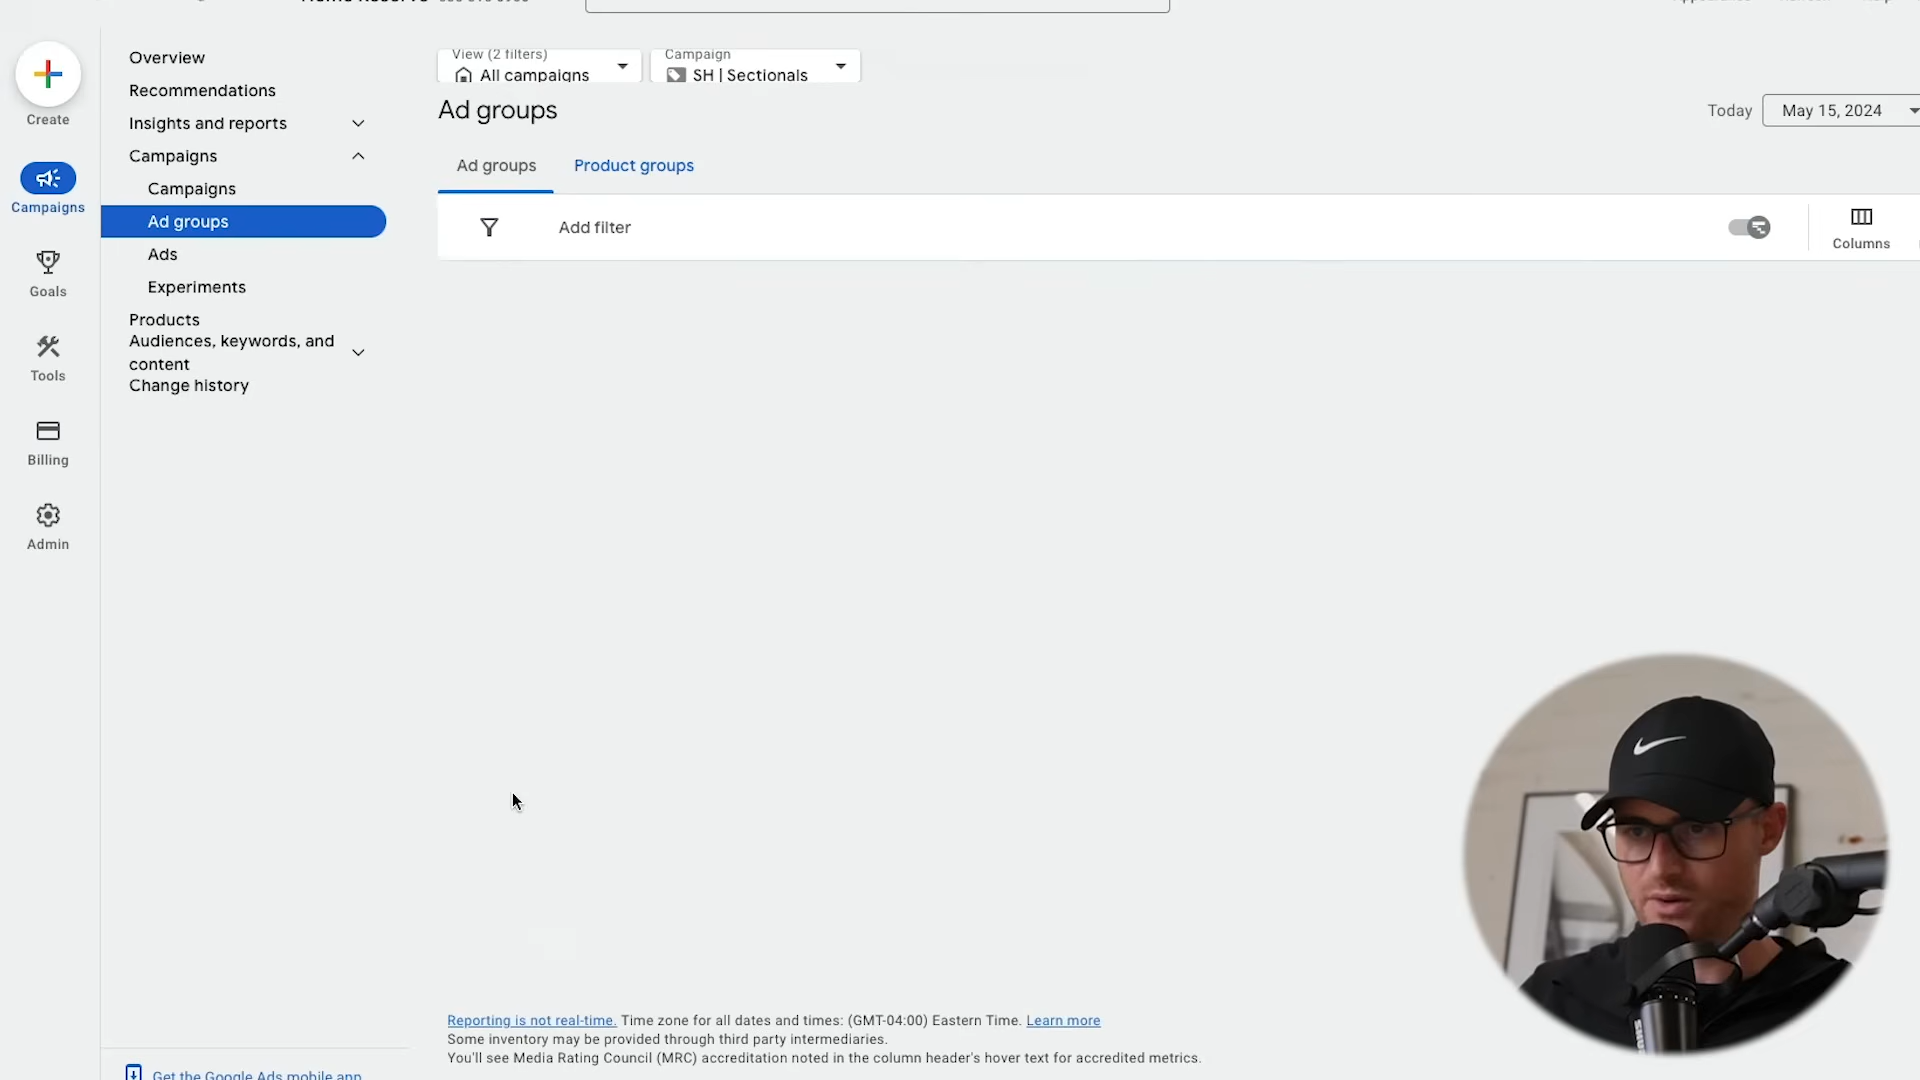 Create
Campaigns
Goals
Tools
Billing
Admin
Overview
Recommendations
Insights and reports
Campaigns
Campaigns
Ad groups
Ads
Experiments
Products
Audiences, keywords, and
content
Change history
Get the Google Ads mobile app
View (2 filters)
All campaigns
Campaign
SH | Sectionals
Ad groups
Today
May 15, 2024
Ad groups
Product groups
Add filter
Columns
Reporting is not real-time. Time zone for all dates and times: (GMT-04:00) Eastern Time. Learn more
Some inventory may be provided through third party intermediaries.
You'll see Media Rating Council (MRC) accreditation noted in the column header's hover text for accredited metrics.